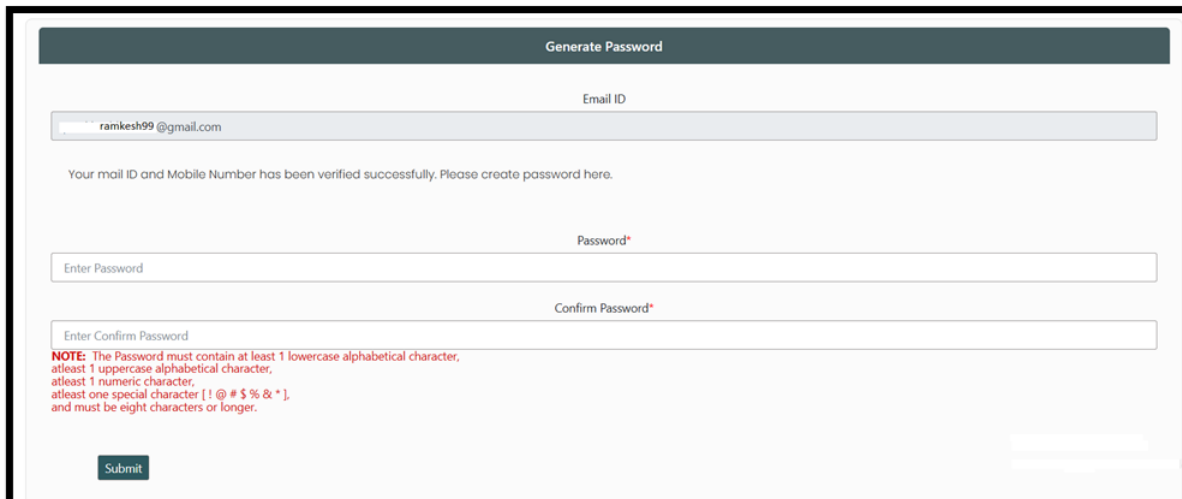 Generate Password
Email ID
ramkesh99 @gmail.com
Your mail ID and Mobile Number has been verified successfully. Please create password here.
Password*
Enter Password
Confirm Password*
Enter Confirm Password
NOTE: The Password must contain at least 1 lowercase alphabetical character,
atleast 1 uppercase alphabetical character,
atleast 1 numeric character,
atleast one special character [ ! @ # $ % & * ],
and must be eight characters or longer.
Submit